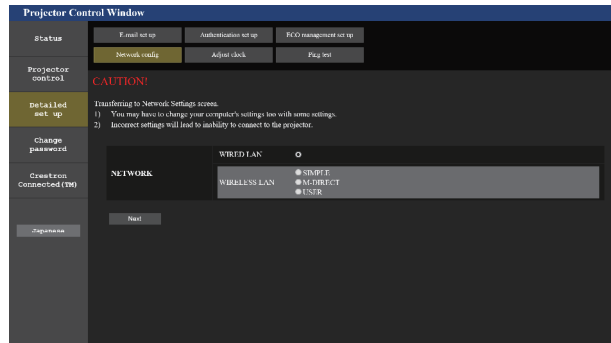 Projector Control Window
Status
E-mail set up
Authentication set up
ECO management set up
Network config
Adjust clock
Ping test
Projector
control
CAUTION!
Detailed
set up
Transferring to Network Settings screen.
1) You may have to change your computer's settings too with some settings.
2) Incorrect settings will lead to inability to connect to the projector.
Change
password
Crestron
Connected(TM)
NETWORK
WIRED LAN
WIRELESS LAN
SIMPLE
M-DIRECT
USER
Next
Japanese